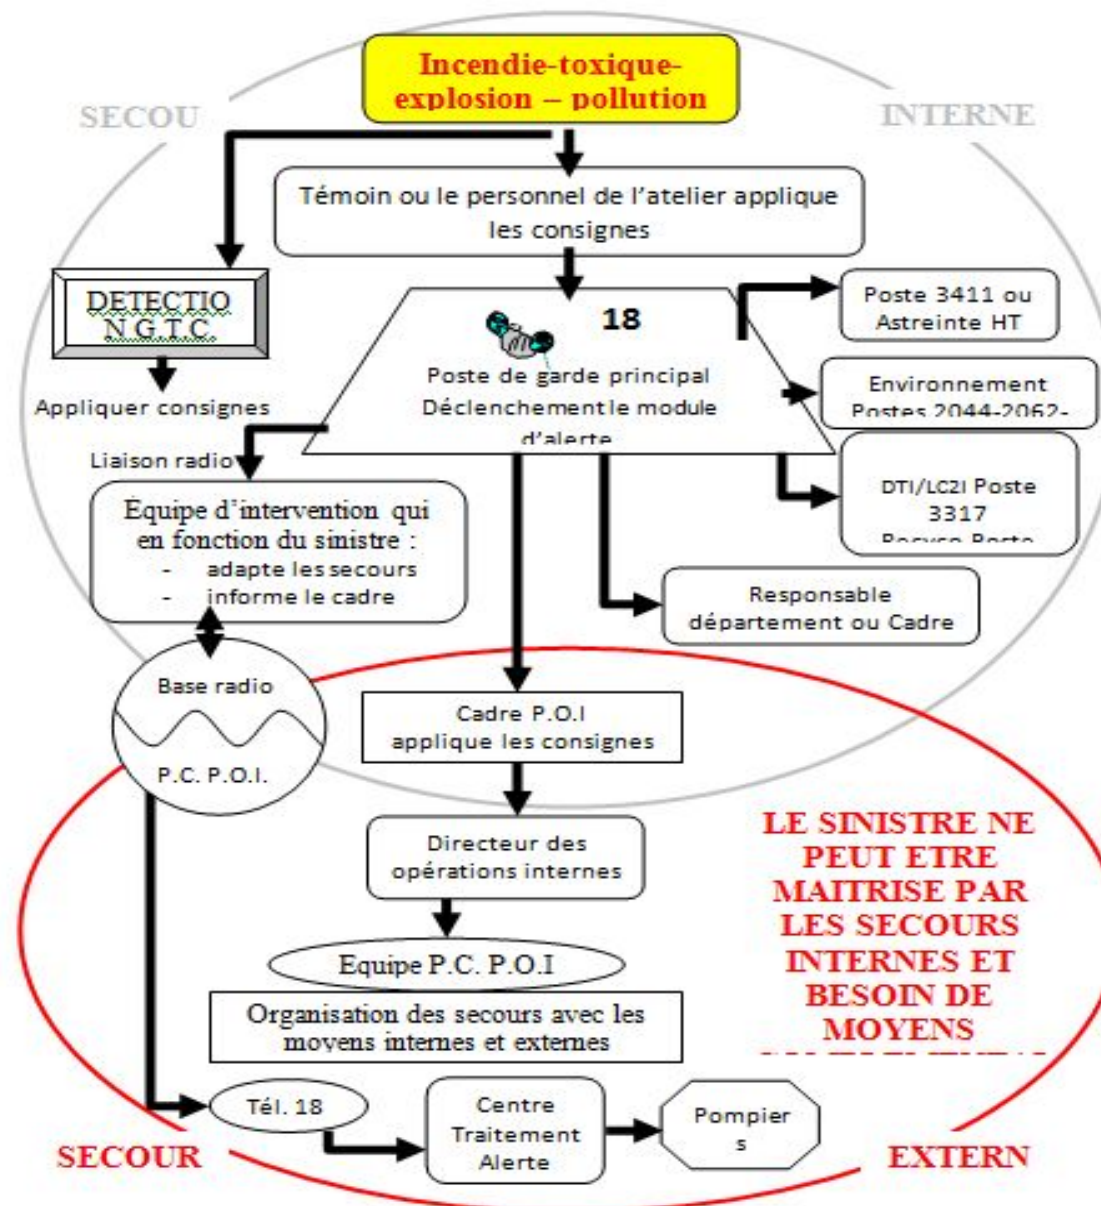 Incendie-toxique-
explosion – pollution
SECOU
INTERNE
Témoin ou le personnel de l'atelier applique
les consignes
DETECTIO
N G.T.C.
Appliquer consignes
18
Poste de garde principal
Déclenchement le module
d'alerte
Poste 3411 ou
Astreinte HT
Environnement
Postes 2044-2062-
DTI/LC2I Poste
3317
Liaison radio
Équipe d'intervention qui
en fonction du sinistre :
- adapte les secours
- informe le cadre
Responsable
département ou Cadre
Base radio
P.C. P.O.I.
Cadre P.O.I
applique les consignes
Directeur des
opérations internes
Equipe P.C. P.O.I
Organisation des secours avec les
moyens internes et externes
LE SINISTRE NE
PEUT ETRE
MAITRISE PAR
LES SECOURS
INTERNES ET
BESOIN DE
MOYENS
Tél. 18
Centre
Traitement
Alerte
Pompier
s
SECOUR
EXTERN